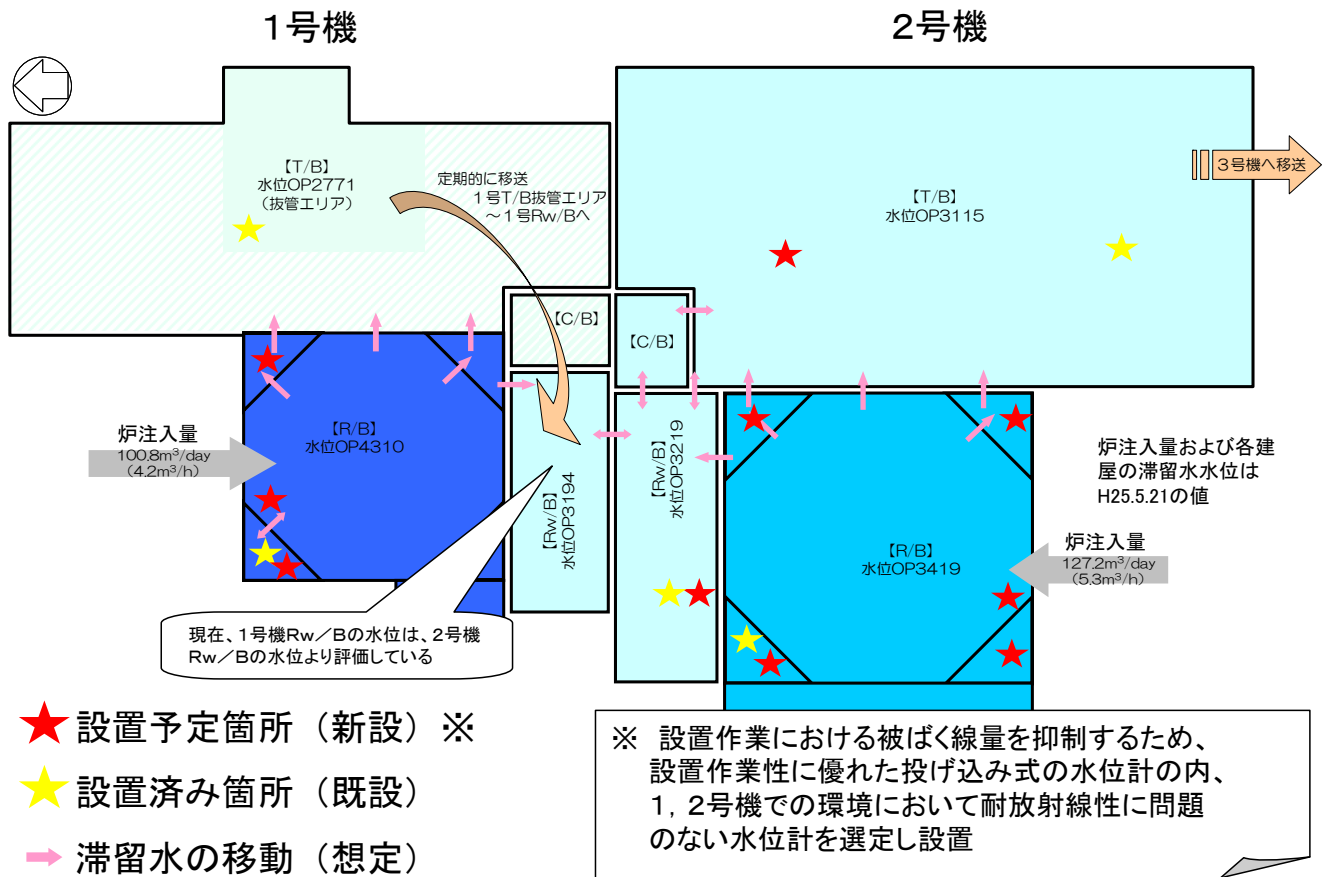 1号機
2号機
【T/B】
水位OP2771
（抜管エリア）
定期的に移送
1号T/B抜管エリア
～1号Rw/Bへ
【T/B】
水位OP3115
3号機へ移送
【C/B】
【C/B】
炉注入量
100.8m³/day
（4.2m³/h）
【R/B】
水位OP4310
【Rw/B】
水位OP3194
【Rw/B】
水位OP3219
【R/B】
水位OP3419
炉注入量および各建
屋の滞留水水位は
H25.5.21の値
炉注入量
127.2m³/day
（5.3m³/h）
現在、1号機Rw／Bの水位は、2号機
Rw／Bの水位より評価している
設置予定箇所（新設）※
設置済み箇所（既設）
滞留水の移動（想定）
※　設置作業における被ばく線量を抑制するため、
設置作業性に優れた投げ込み式の水位計の内、
1，2号機での環境において耐放射線性に問題
のない水位計を選定し設置